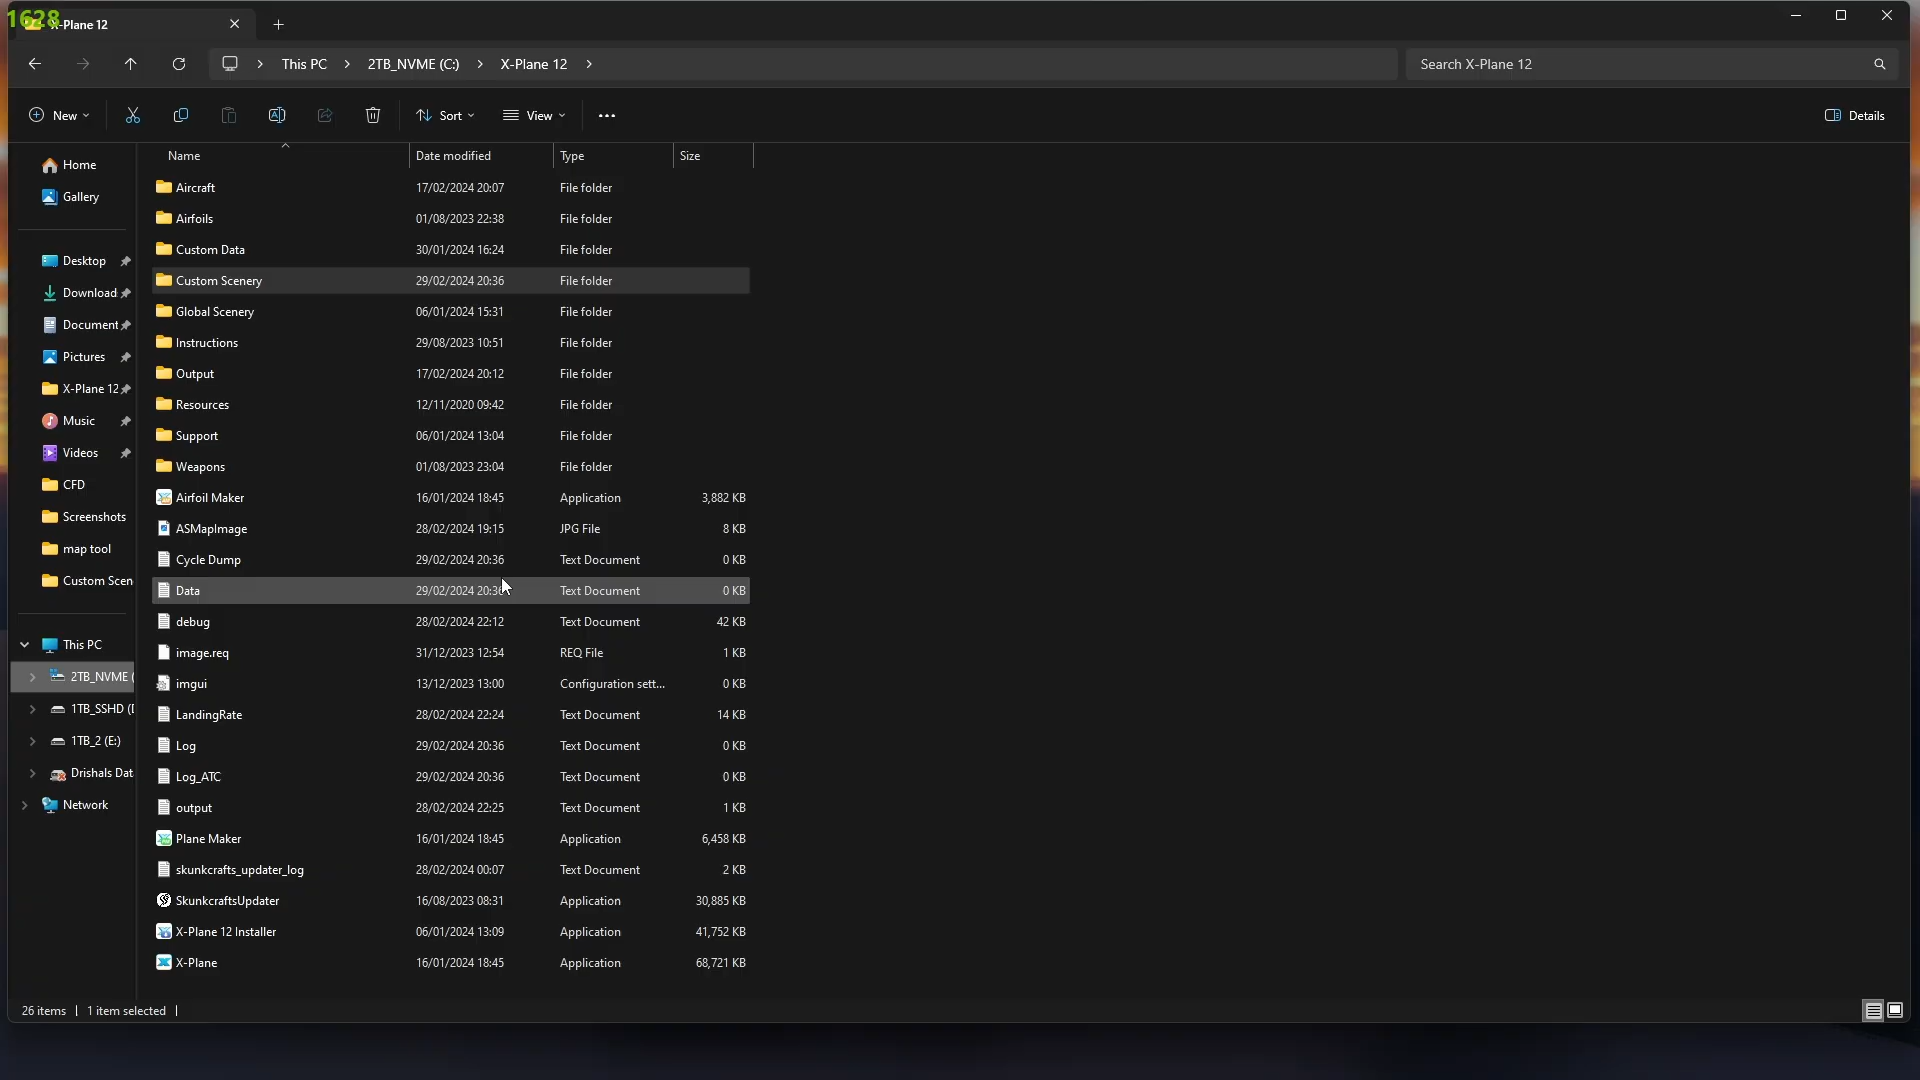 1628
X-Plane 12
This PC > 2TB_NVME (C:) > X-Plane 12 >
Search X-Plane 12
New
Sort
View
Details
Name Date modified Type Size
Home
Gallery
Desktop
Download
Document
Pictures
X-Plane 12
Music
Videos
CFD
Screenshots
map tool
Custom Scen
This PC
2TB_NVME (
1TB_SSHD (D
1TB_2 (E:)
Drishals Dat
Network
Aircraft 17/02/2024 20:07 File folder
Airfoils 01/08/2023 22:38 File folder
Custom Data 30/01/2024 16:24 File folder
Custom Scenery 29/02/2024 20:36 File folder
Global Scenery 06/01/2024 15:31 File folder
Instructions 29/08/2023 10:51 File folder
Output 17/02/2024 20:12 File folder
Resources 12/11/2020 09:42 File folder
Support 06/01/2024 13:04 File folder
Weapons 01/08/2023 23:04 File folder
Airfoil Maker 16/01/2024 18:45 Application 3,882 KB
ASMapImage 28/02/2024 19:15 JPG File 8 KB
Cycle Dump 29/02/2024 20:36 Text Document 0 KB
Data 29/02/2024 20:36 Text Document 0 KB
debug 28/02/2024 22:12 Text Document 42 KB
image.req 31/12/2023 12:54 REQ File 1 KB
imgui 13/12/2023 13:00 Configuration sett... 0 KB
LandingRate 28/02/2024 22:24 Text Document 14 KB
Log 29/02/2024 20:36 Text Document 0 KB
Log_ATC 29/02/2024 20:36 Text Document 0 KB
output 28/02/2024 22:25 Text Document 1 KB
Plane Maker 16/01/2024 18:45 Application 6,458 KB
skunkcrafts_updater_log 28/02/2024 00:07 Text Document 2 KB
SkunkcraftsUpdater 16/08/2023 08:31 Application 30,885 KB
X-Plane 12 Installer 06/01/2024 13:09 Application 41,752 KB
X-Plane 16/01/2024 18:45 Application 68,721 KB
26 items | 1 item selected |